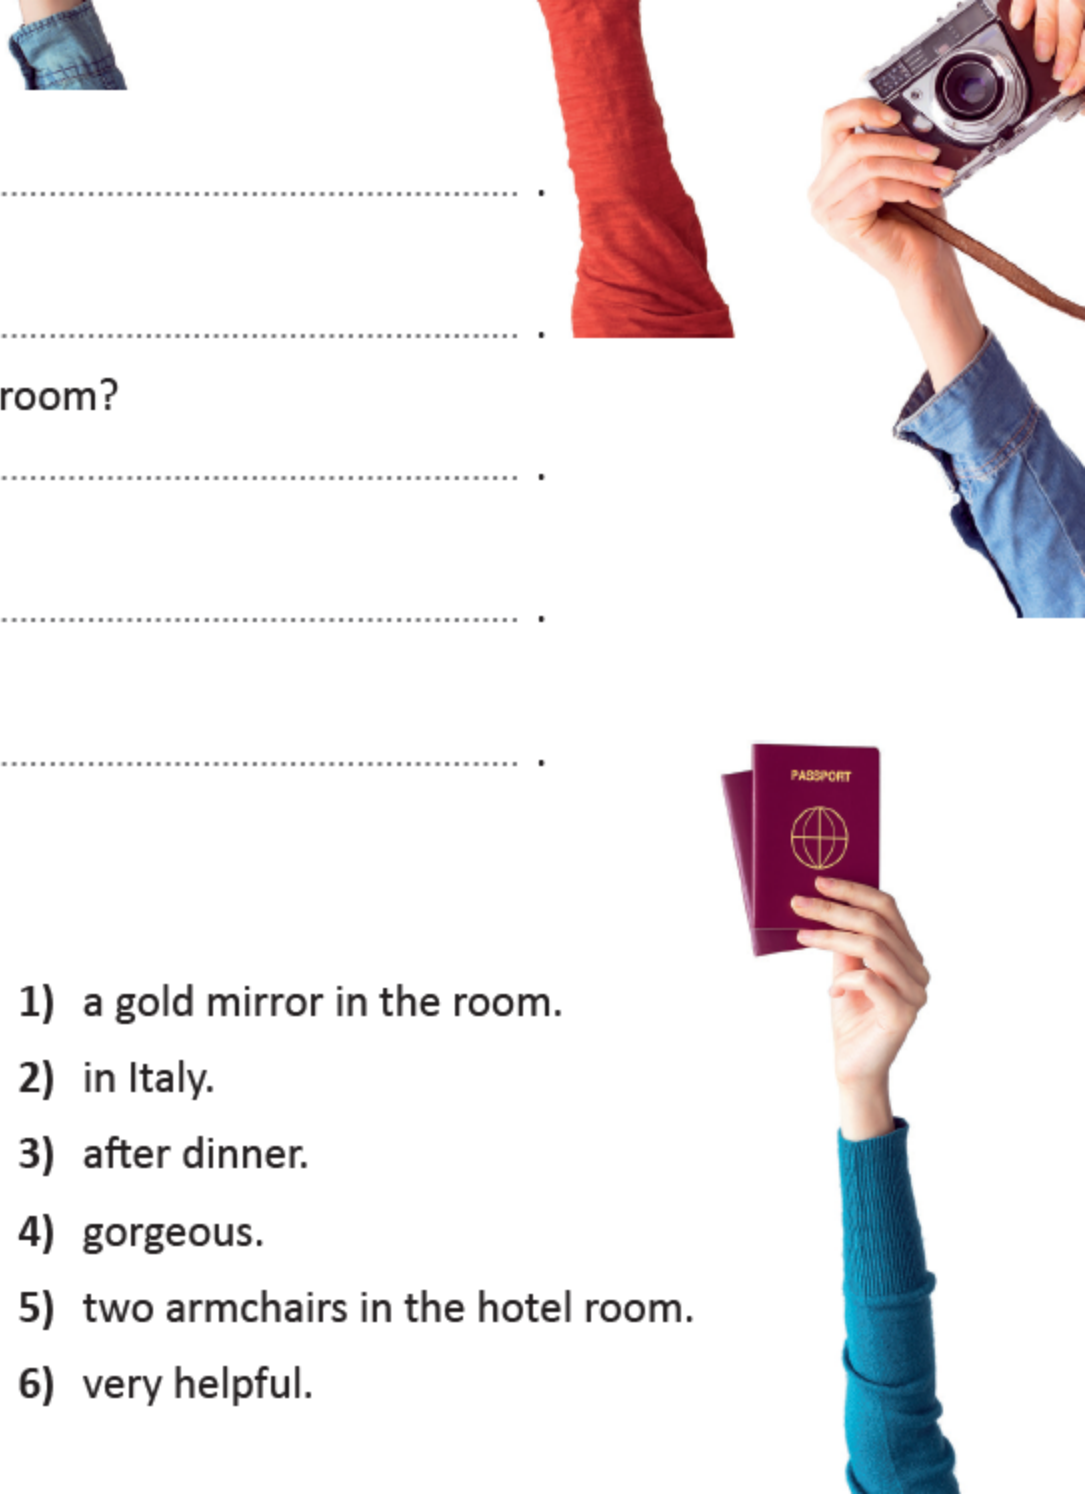 .
.
room?
.
.
.
PASSPORT
1) a gold mirror in the room.
2) in Italy.
3) after dinner.
4) gorgeous.
5) two armchairs in the hotel room.
6) very helpful.